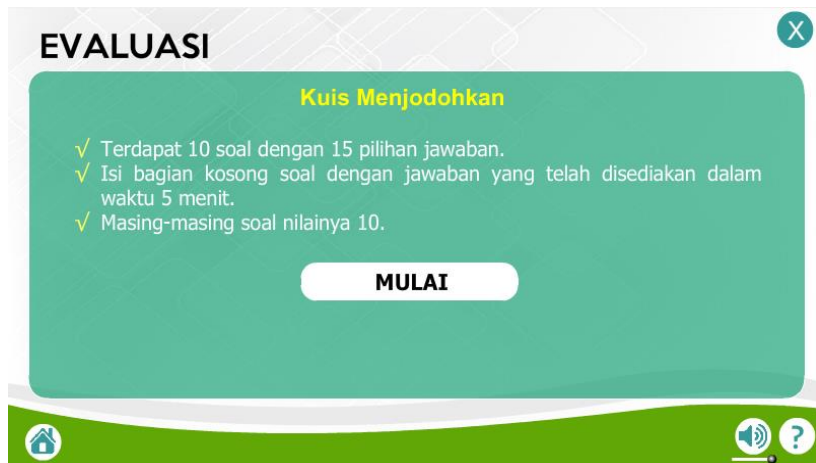 EVALUASI
X
Kuis Menjodohkan
√ Terdapat 10 soal dengan 15 pilihan jawaban.
√ Isi bagian kosong soal dengan jawaban yang telah disediakan dalam
waktu 5 menit.
√ Masing-masing soal nilainya 10.
MULAI
?